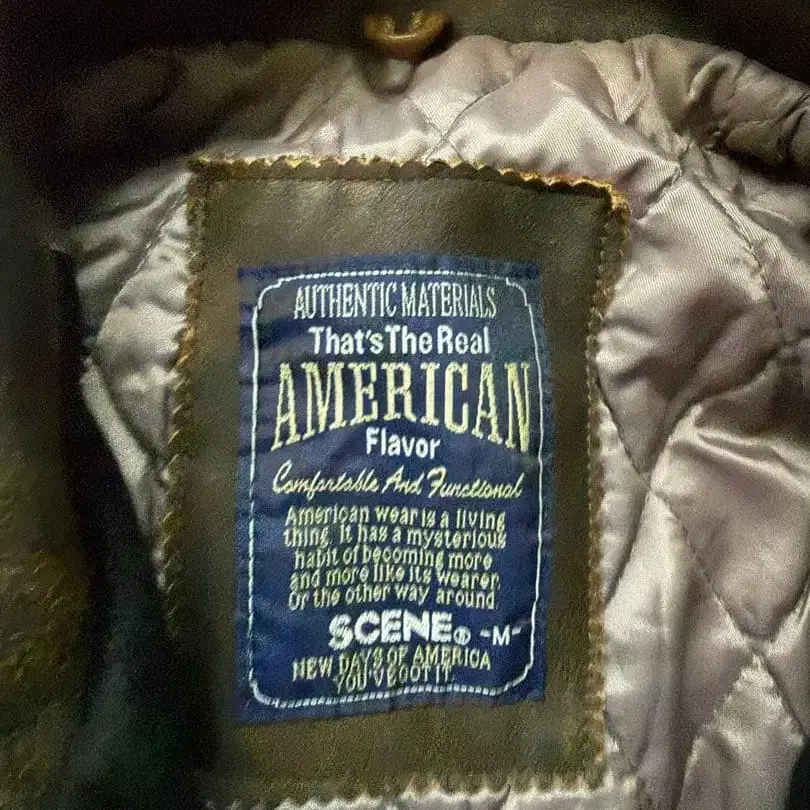 AUTHENTIC MATERIALS
That's The Real
AMERICAN
Flavor
Comfortable And Functional
American wear is a living
thing. It has a mysterious
habit of becoming more
and more like its wearer.
Or the other way around.
SCENE® -M-
NEW DAYS OF AMERICA
YOU'VE GOT IT.